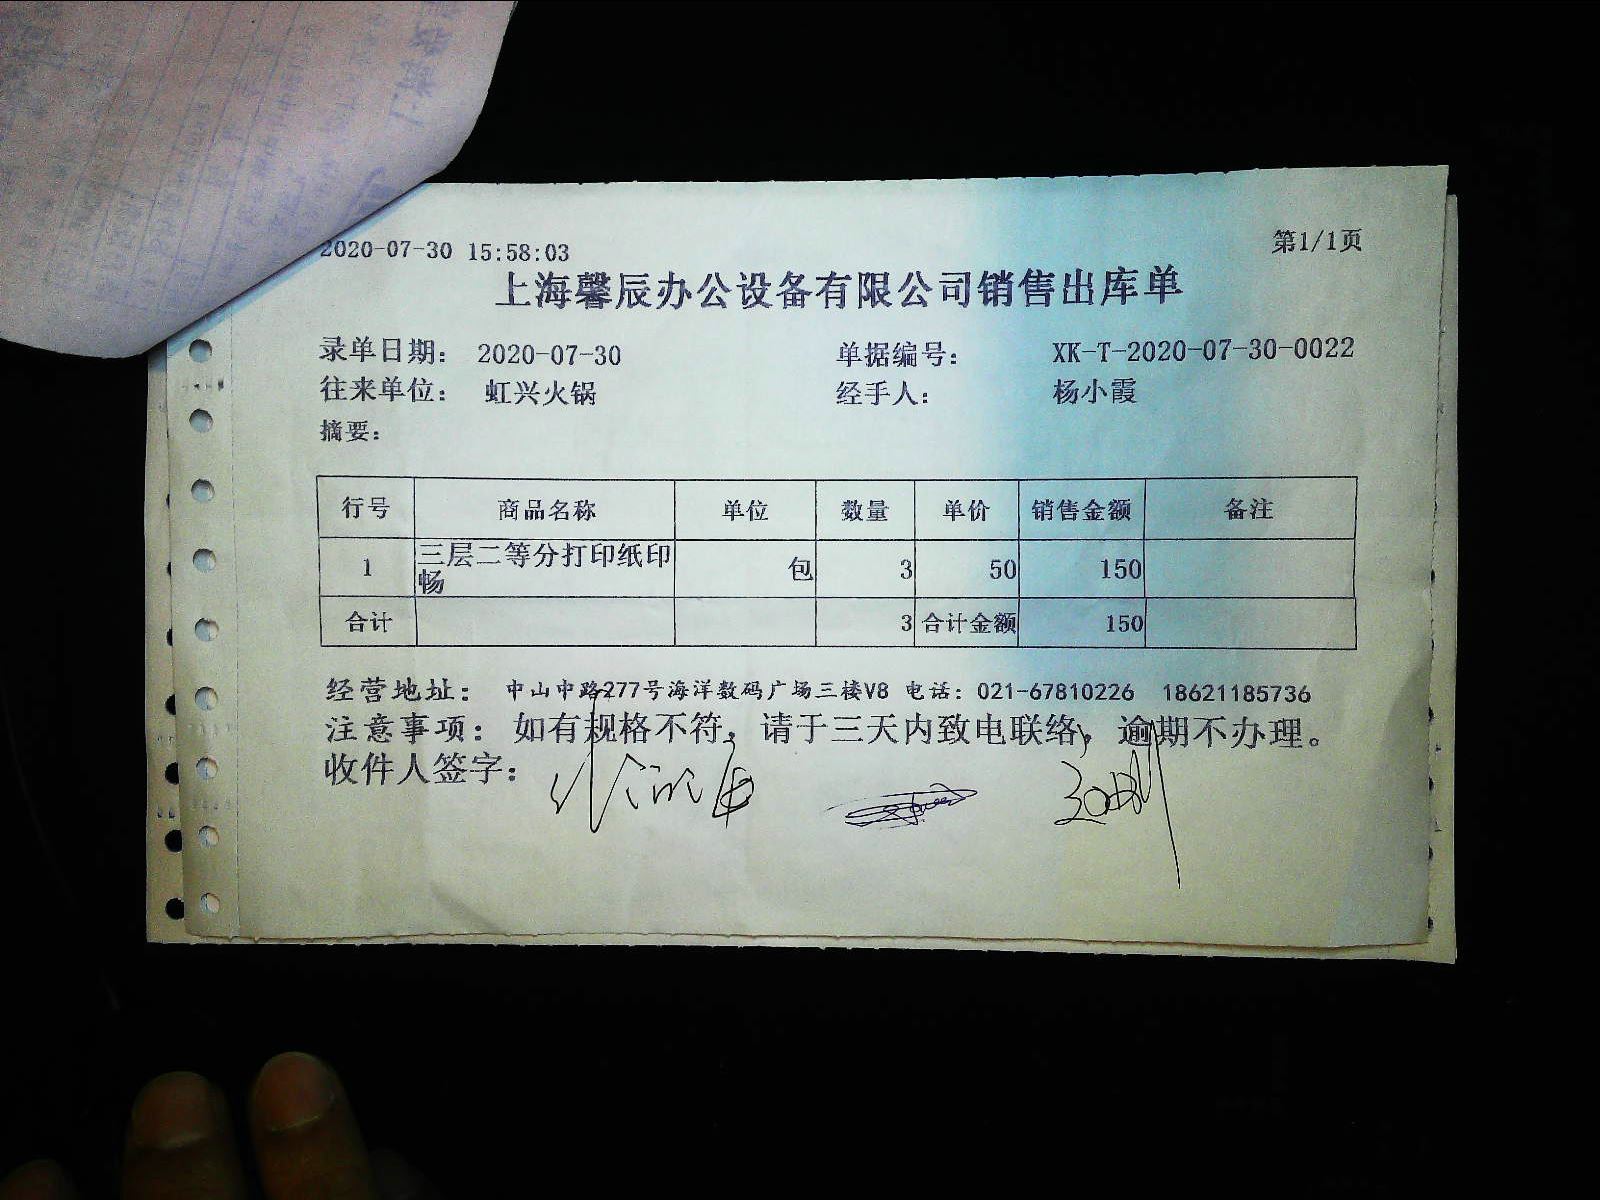 2020-07-30 15:58:03 第1/1页
上海馨辰办公设备有限公司销售出库单
录单日期: 2020-07-30 单据编号: XK-T-2020-07-30-0022
往来单位: 虹兴火锅 经手人: 杨小霞
摘要:
行号 商品名称 单位 数量 单价 销售金额 备注
1 三层二等分打印纸印畅 包 3 50 150
合计 3 合计金额 150
经营地址: 中山中路277号海洋数码广场三楼V8 电话: 021-67810226 18621185736
注意事项: 如有规格不符, 请于三天内致电联络, 逾期不办理。
收件人签字: